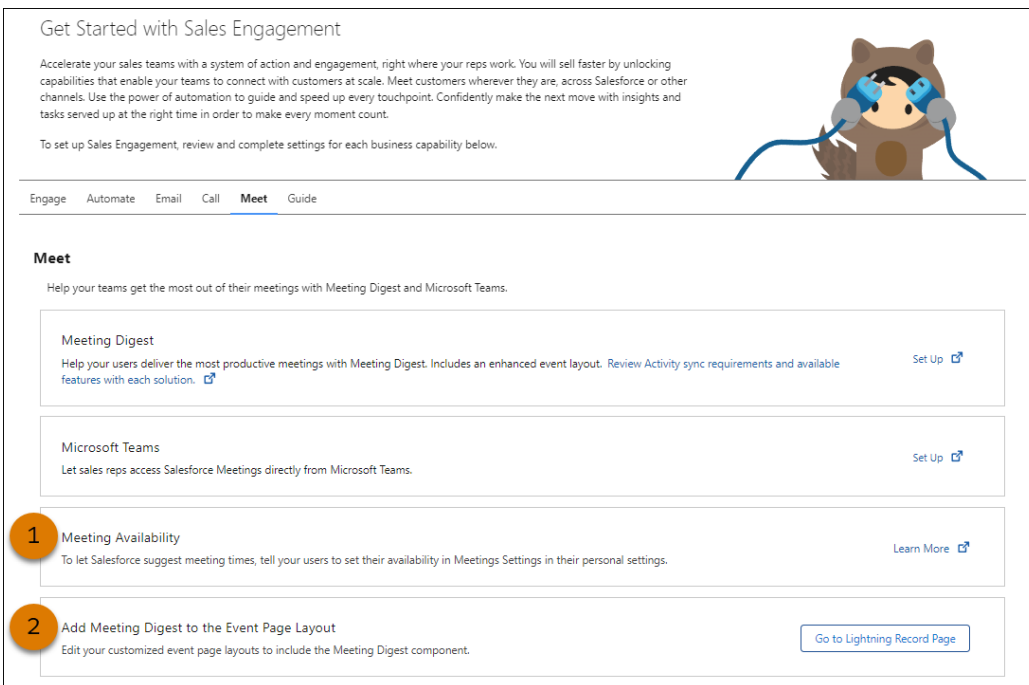 Get Started with Sales Engagement
Accelerate your sales teams with a system of action and engagement, right where your reps work. You will sell faster by unlocking
capabilities that enable your teams to connect with customers at scale. Meet customers wherever they are, across Salesforce or other
channels. Use the power of automation to guide and speed up every touchpoint. Confidently make the next move with insights and
tasks served up at the right time in order to make every moment count.
To set up Sales Engagement, review and complete settings for each business capability below.
Engage Automate Email Call Meet Guide
Meet
Help your teams get the most out of their meetings with Meeting Digest and Microsoft Teams.
Meeting Digest
Help your users deliver the most productive meetings with Meeting Digest. Includes an enhanced event layout. Review Activity sync requirements and available
features with each solution.
Set Up
Microsoft Teams
Let sales reps access Salesforce Meetings directly from Microsoft Teams.
Set Up
1
Meeting Availability
To let Salesforce suggest meeting times, tell your users to set their availability in Meetings Settings in their personal settings.
Learn More
2
Add Meeting Digest to the Event Page Layout
Edit your customized event page layouts to include the Meeting Digest component.
Go to Lightning Record Page